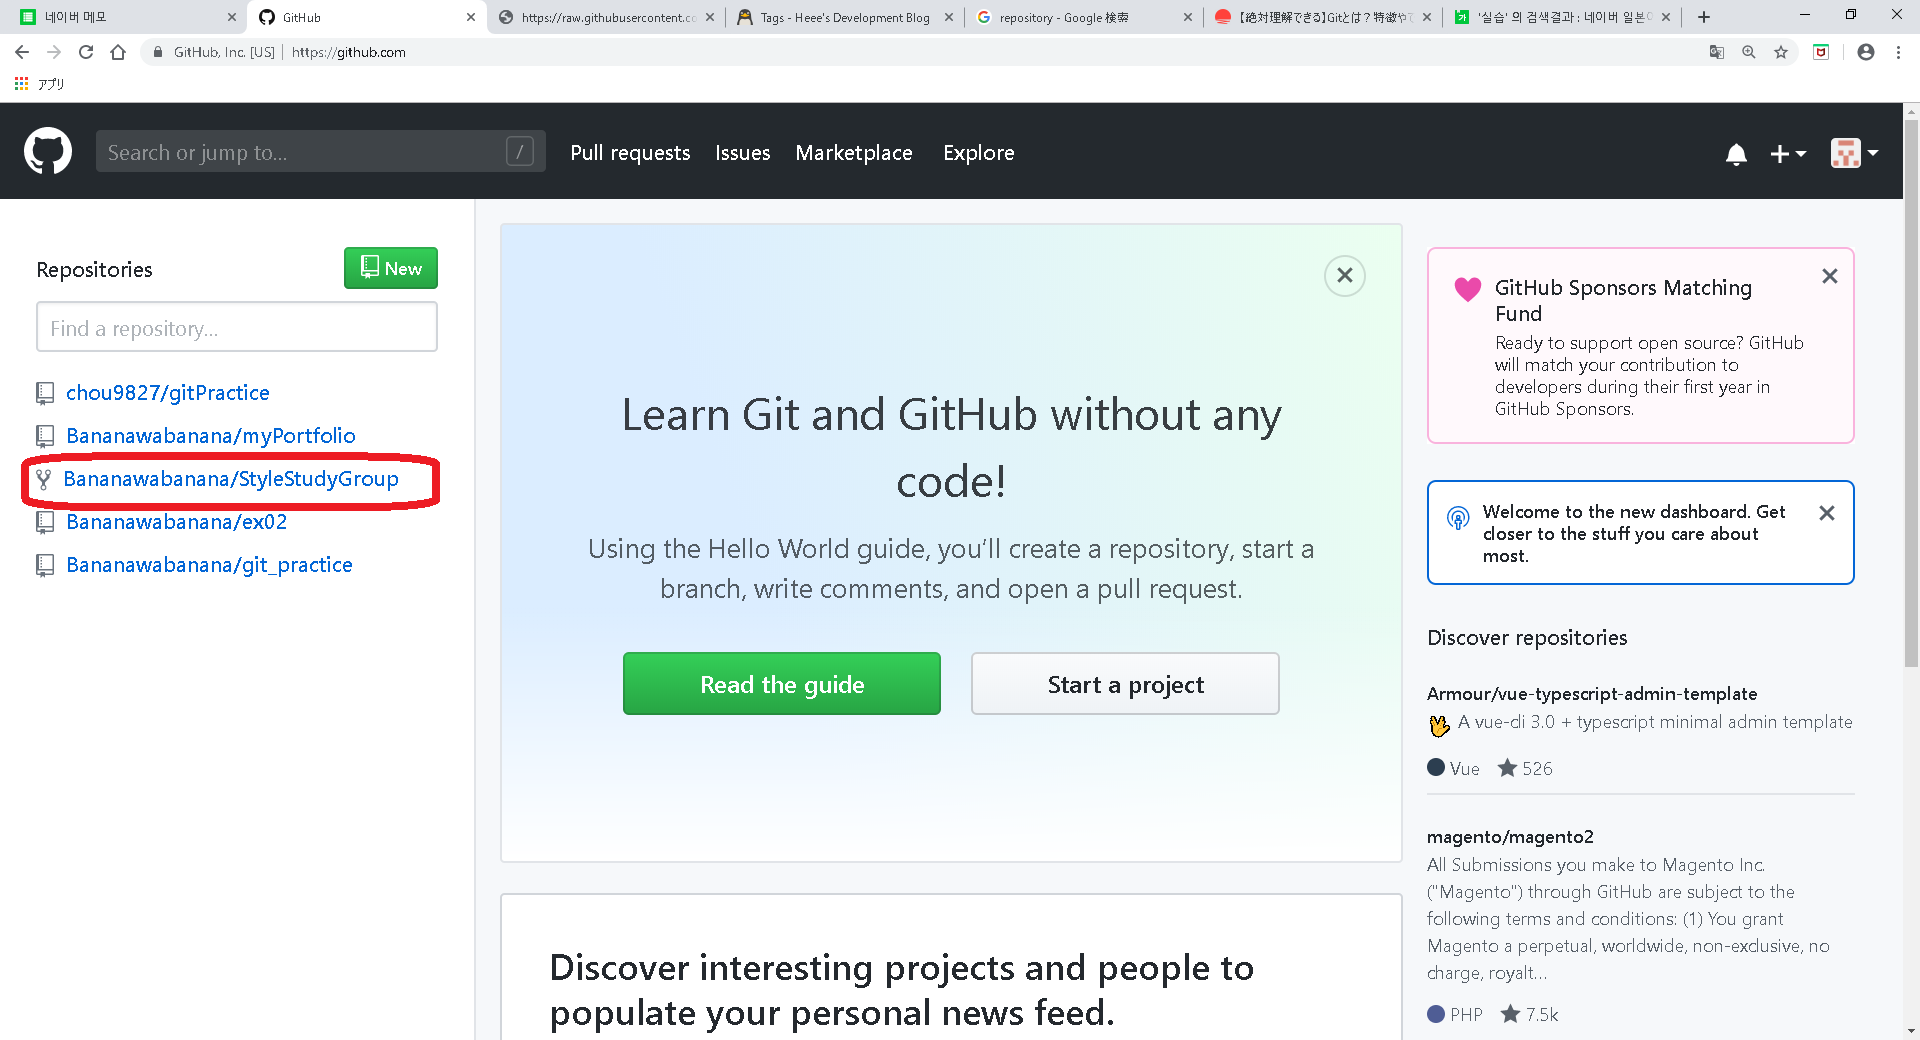 네이버 메모
GitHub
https://raw.githubusercontent.co
Tags - Heee's Development Blog
repository - Google 検索
【絶対理解できる】Gitとは？特徴や
'실습' 의 검색결과 : 네이버 일본어
GitHub, Inc. [US] | https://github.com
アプリ
Search or jump to...
/
Pull requests
Issues
Marketplace
Explore
Repositories
New
Find a repository...
chou9827/gitPractice
Bananawabanana/myPortfolio
Bananawabanana/StyleStudyGroup
Bananawabanana/ex02
Bananawabanana/git_practice
Learn Git and GitHub without any
code!
Using the Hello World guide, you'll create a repository, start a
branch, write comments, and open a pull request.
Read the guide
Start a project
Discover interesting projects and people to
populate your personal news feed.
GitHub Sponsors Matching
Fund
Ready to support open source? GitHub
will match your contribution to
developers during their first year in
GitHub Sponsors.
Welcome to the new dashboard. Get
closer to the stuff you care about
most.
Discover repositories
Armour/vue-typescript-admin-template
🖖 A vue-cli 3.0 + typescript minimal admin template
Vue ★ 526
magento/magento2
All Submissions you make to Magento Inc.
("Magento") through GitHub are subject to the
following terms and conditions: (1) You grant
Magento a perpetual, worldwide, non-exclusive, no
charge, royalt...
PHP ★ 7.5k